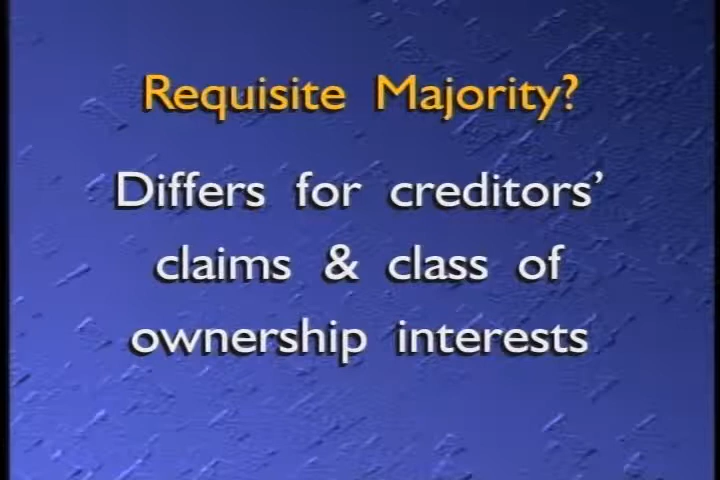 Requisite Majority?
Differs for creditors’
claims & class of
ownership interests